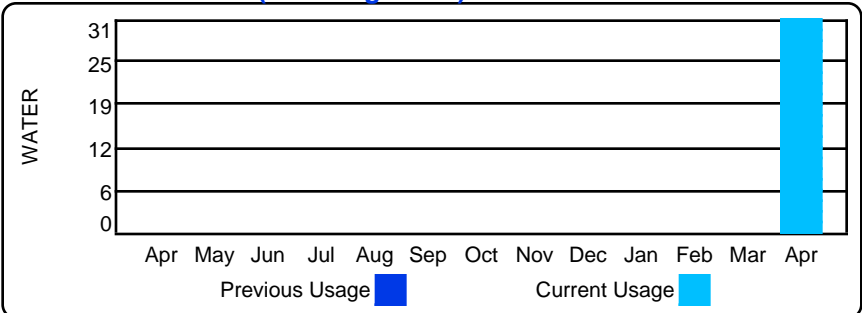 31
25
19
12
6
0
WATER
Apr May Jun Jul Aug Sep Oct Nov Dec Jan Feb Mar Apr
Previous Usage Current Usage